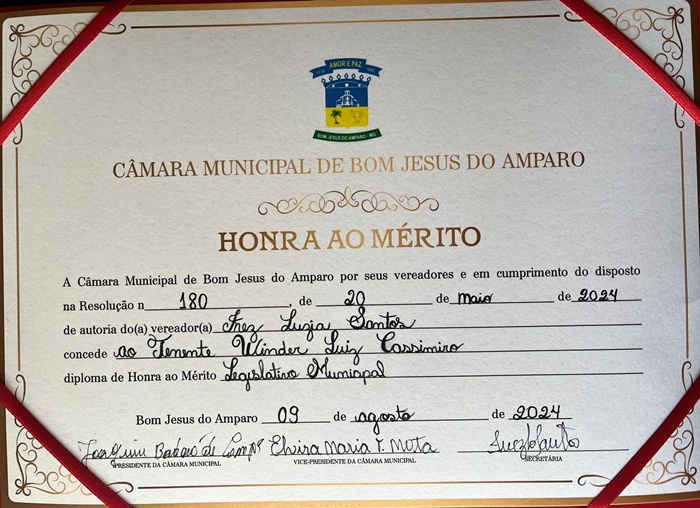 AMOR E PAZ
BOM JESUS DO AMPARO - MG
CÂMARA MUNICIPAL DE BOM JESUS DO AMPARO
HONRA AO MÉRITO
A Câmara Municipal de Bom Jesus do Amparo por seus vereadores e em cumprimento do disposto
na Resolução n 180, de 20 de maio de 2024
de autoria do(a) vereador(a) Inez Luzia Santos
concede ao Tenente Winder Luiz Cassimiro
diploma de Honra ao Mérito Legislativo Municipal
Bom Jesus do Amparo 09 de agosto de 2024
Joaquim de Elvira Maria F. Mota
PRESIDENTE DA CÂMARA MUNICIPAL VICE-PRESIDENTE DA CÂMARA MUNICIPAL SECRETÁRIA